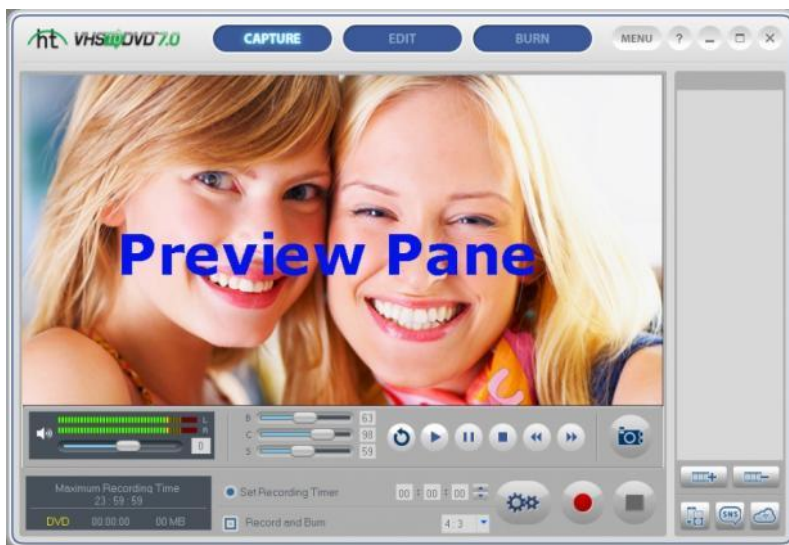 ht VHS to DVD 7.0
CAPTURE
EDIT
BURN
MENU
?
Preview Pane
L
R
0
B 63
C 98
S 59
Maximum Recording Time
23 : 59 : 59
DVD 00:00:00 00 MB
Set Recording Timer 00 : 00 : 00
Record and Burn 4 : 3
SNS